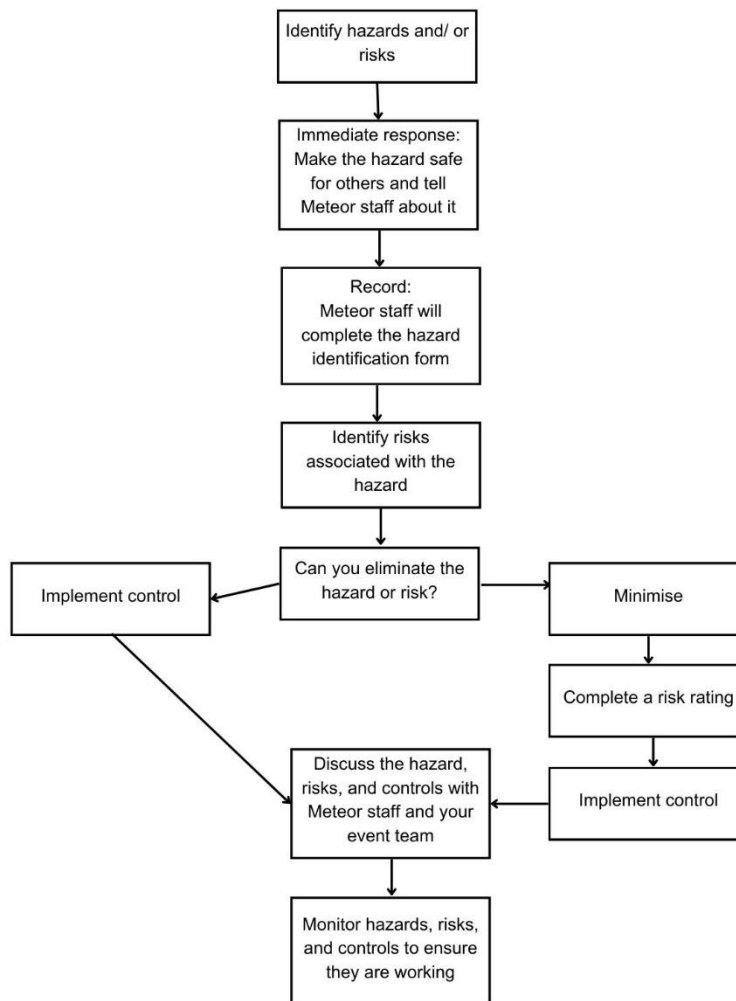 Identify hazards and/ or
risks
Immediate response:
Make the hazard safe
for others and tell
Meteor staff about it
Record:
Meteor staff will
complete the hazard
identification form
Identify risks
associated with the
hazard
Can you eliminate the
hazard or risk?
Implement control
Minimise
Complete a risk rating
Implement control
Discuss the hazard,
risks, and controls with
Meteor staff and your
event team
Monitor hazards, risks,
and controls to ensure
they are working